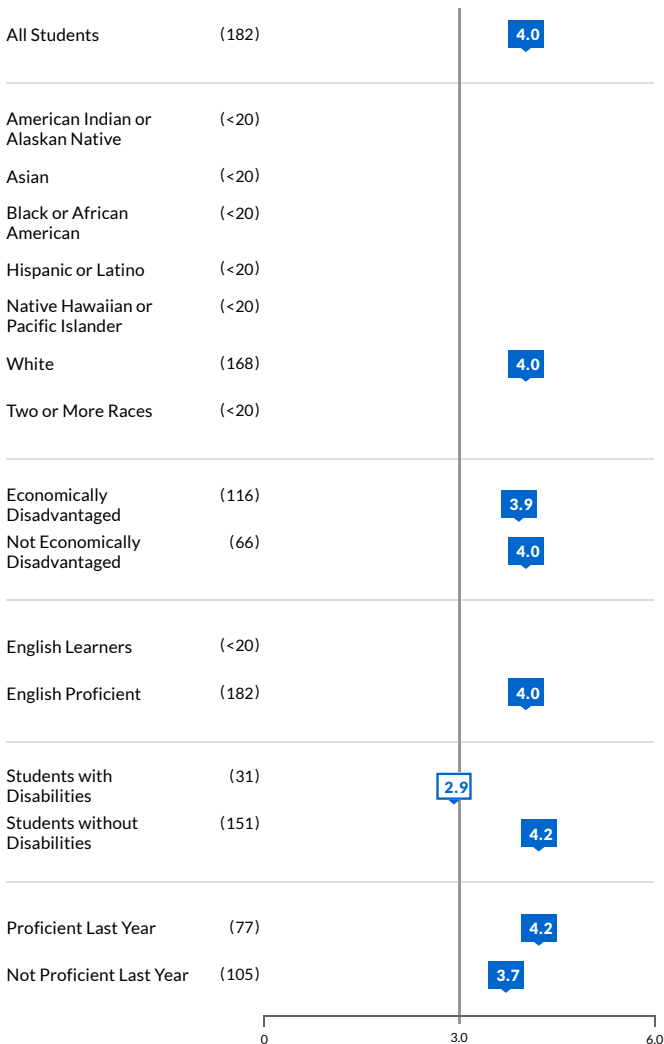 All Students (182) 4.0
American Indian or (<20)
Alaskan Native
Asian (<20)
Black or African (<20)
American
Hispanic or Latino (<20)
Native Hawaiian or (<20)
Pacific Islander
White (168) 4.0
Two or More Races (<20)
Economically (116) 3.9
Disadvantaged
Not Economically (66) 4.0
Disadvantaged
English Learners (<20)
English Proficient (182) 4.0
Students with (31) 2.9
Disabilities
Students without (151) 4.2
Disabilities
Proficient Last Year (77) 4.2
Not Proficient Last Year (105) 3.7
0 3.0 6.0